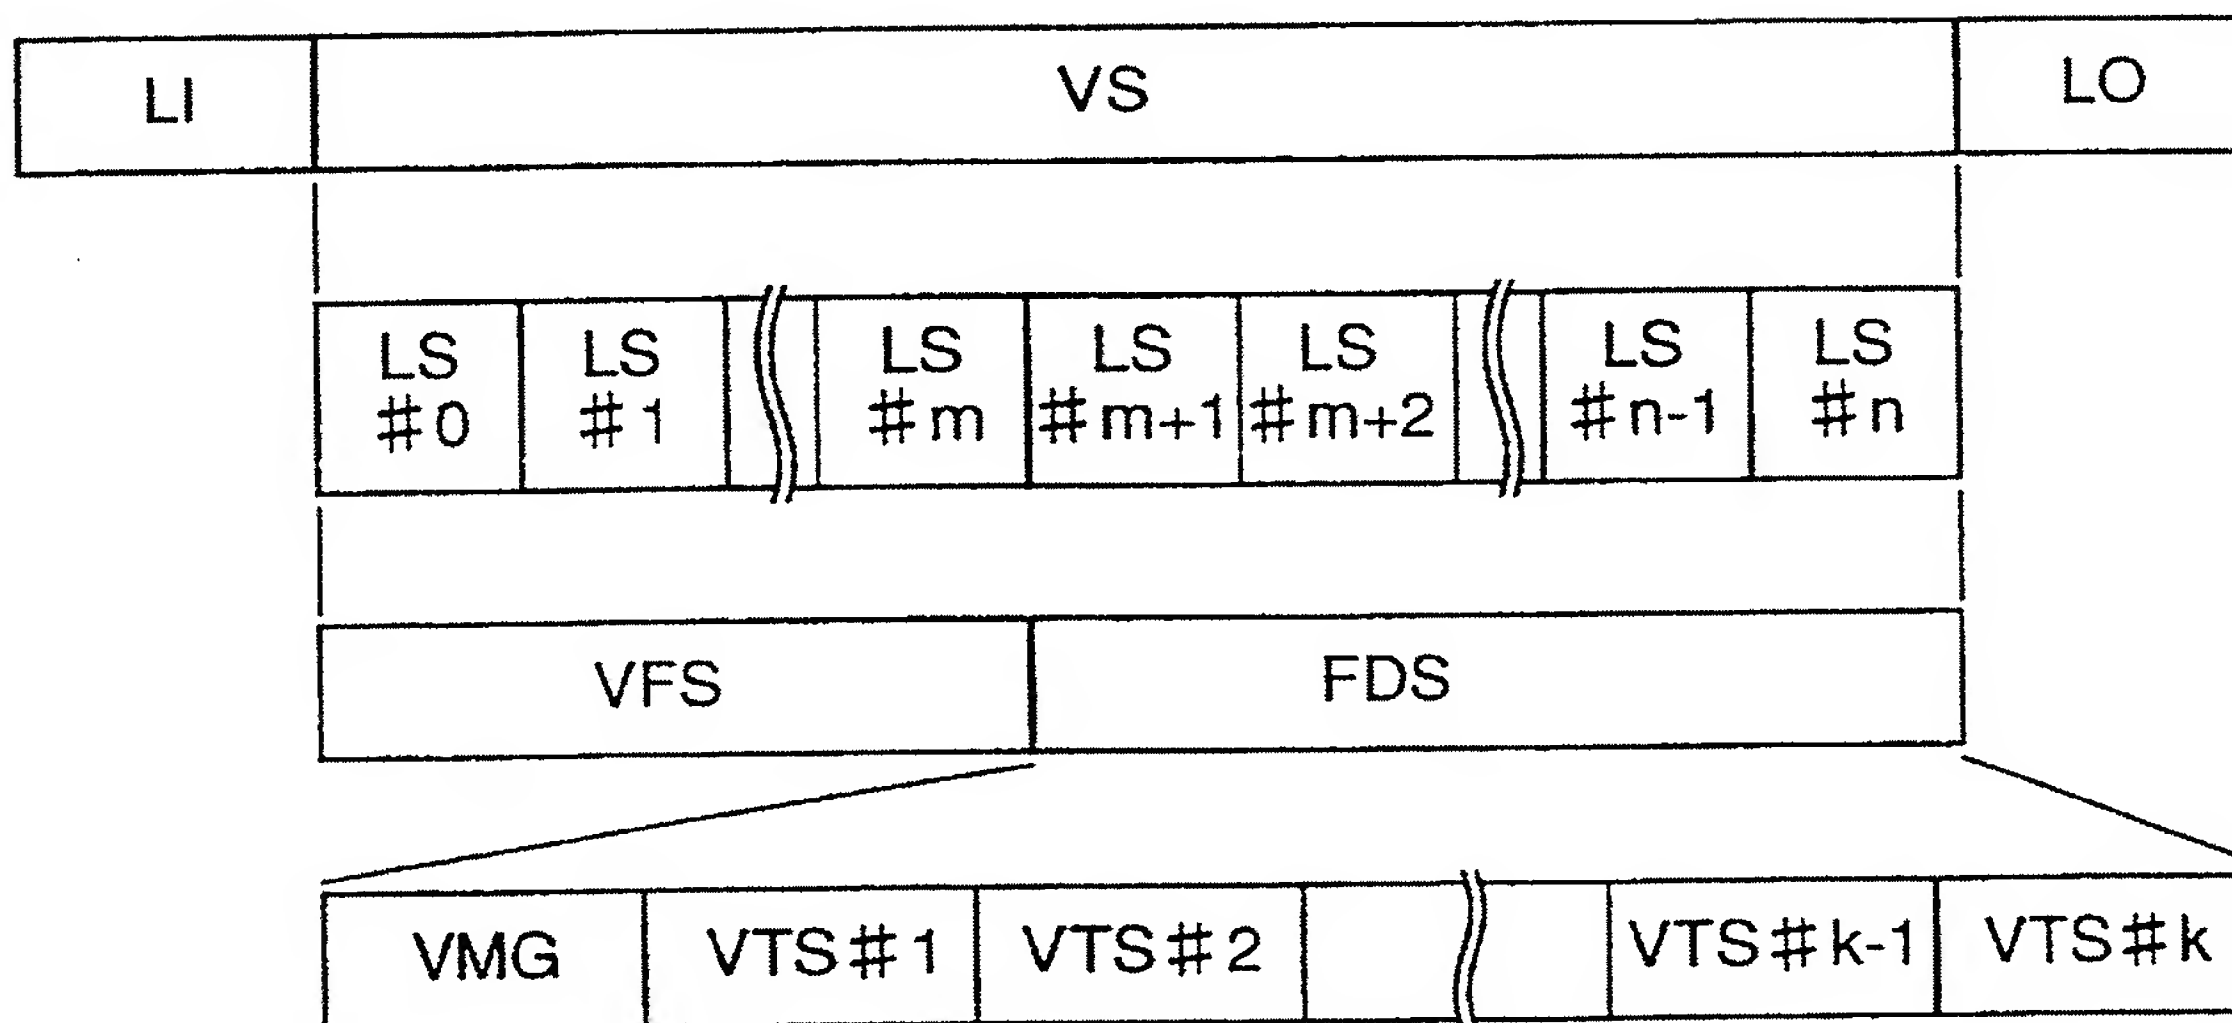 LI VS LO
LS LS LS LS LS LS LS
#0 #1 #m #m+1 #m+2 #n-1 #n
VFS FDS
VMG VTS#1 VTS#2 VTS#k-1 VTS#k